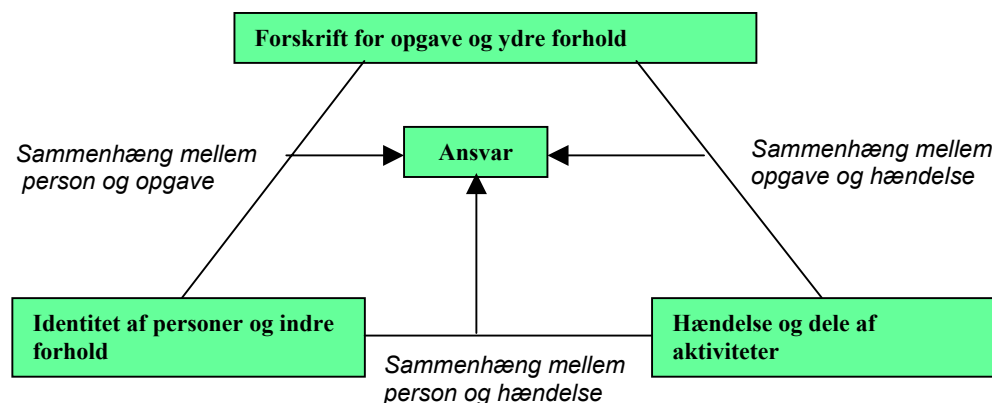 Forskrift for opgave og ydre forhold
Sammenhæng mellem
person og opgave
Ansvar
Sammenhæng mellem
opgave og hændelse
Identitet af personer og indre
forhold
Sammenhæng mellem
person og hændelse
Hændelse og dele af
aktiviteter